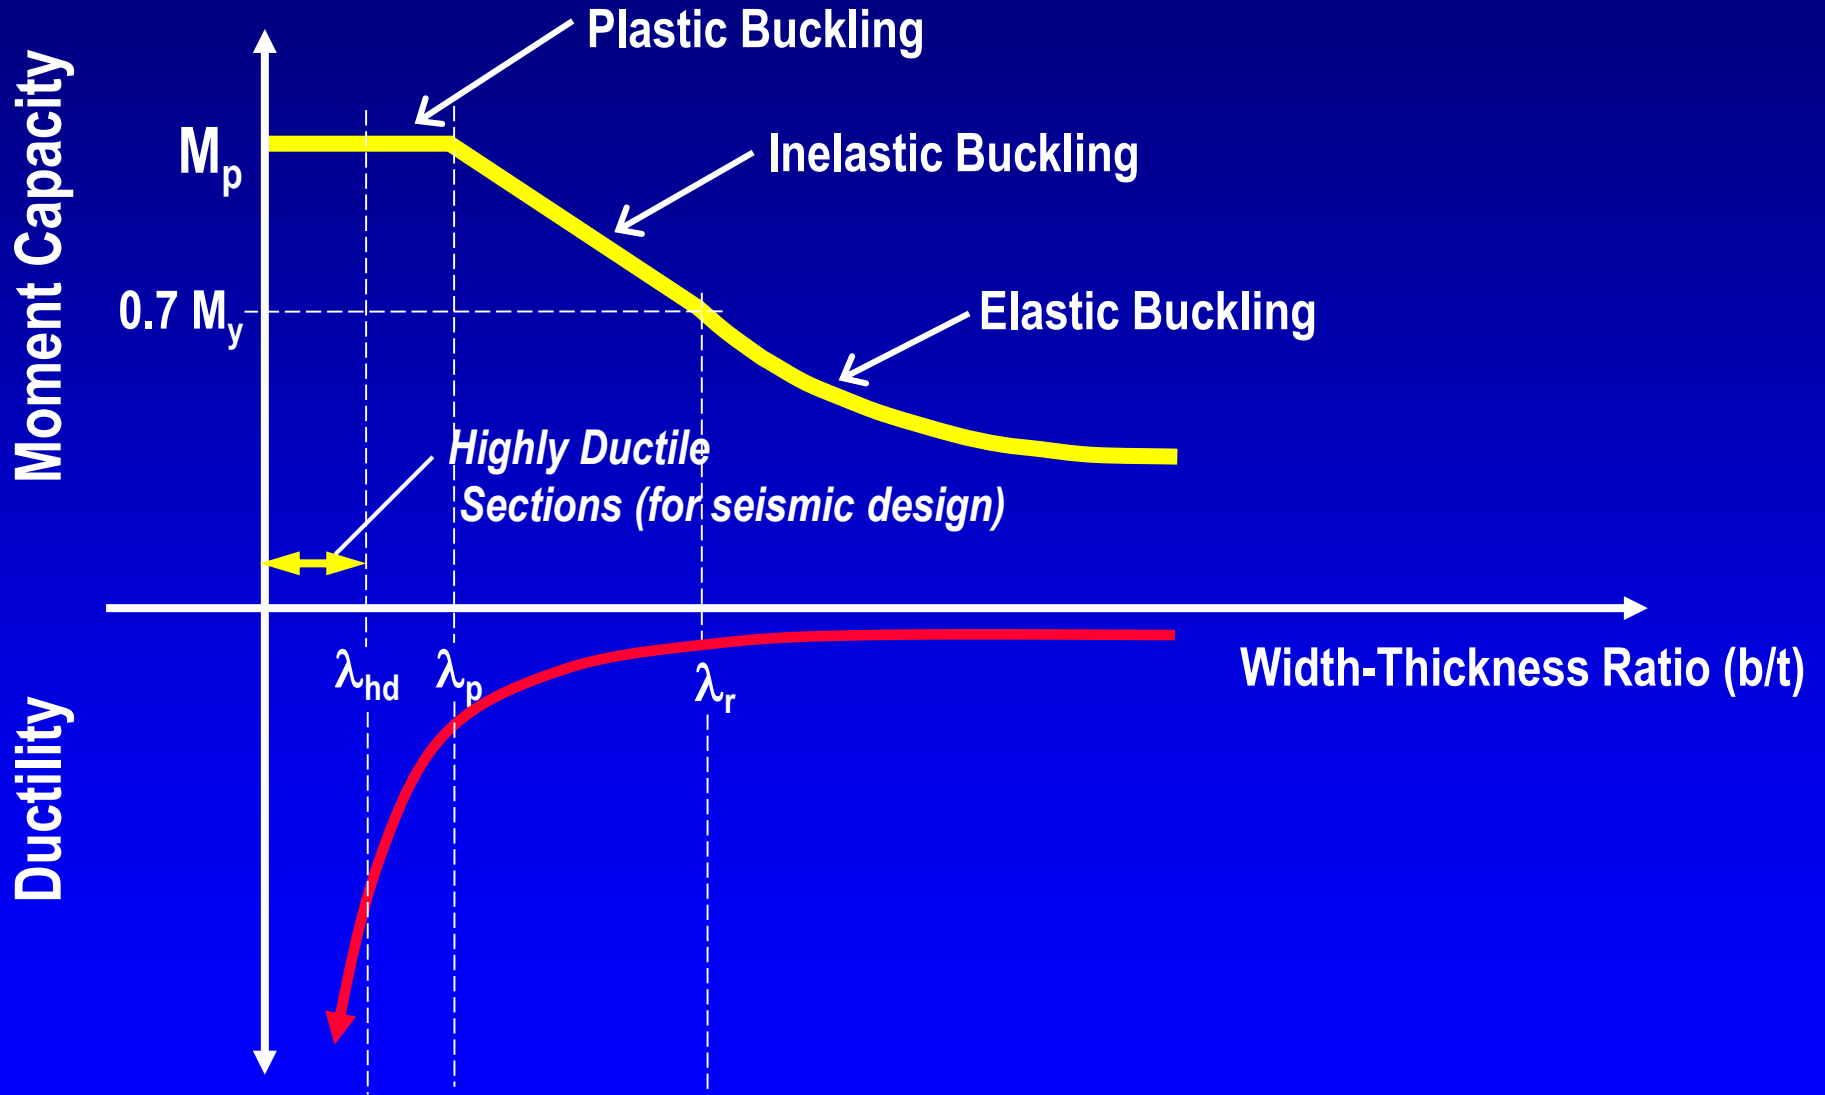 Plastic Buckling
Moment Capacity
Mp
Inelastic Buckling
0.7 My
Elastic Buckling
Highly Ductile
Sections (for seismic design)
λhd
λp
λr
Width-Thickness Ratio (b/t)
Ductility